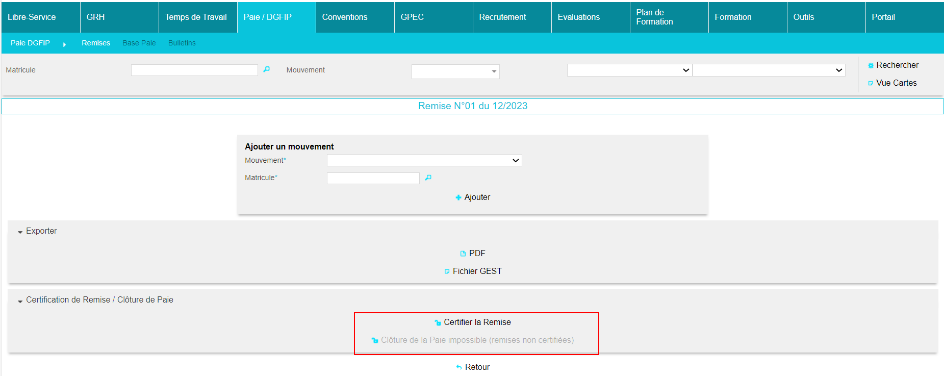 Libre-Service GRH Temps de Travail Paie / DGFIP Conventions GPEC Recrutement Evaluations Plan de Formation Formation Outils Portail
Paie DGFIP Remises Base Paie Bulletins
Matricule Mouvement Rechercher
Vue Cartes
Remise N°01 du 12/2023
Ajouter un mouvement
Mouvement*
Matricule*
Ajouter
Exporter
PDF
Fichier GEST
Certification de Remise / Clôture de Paie
Certifier la Remise
Clôture de la Paie impossible (remises non certifiées)
Retour